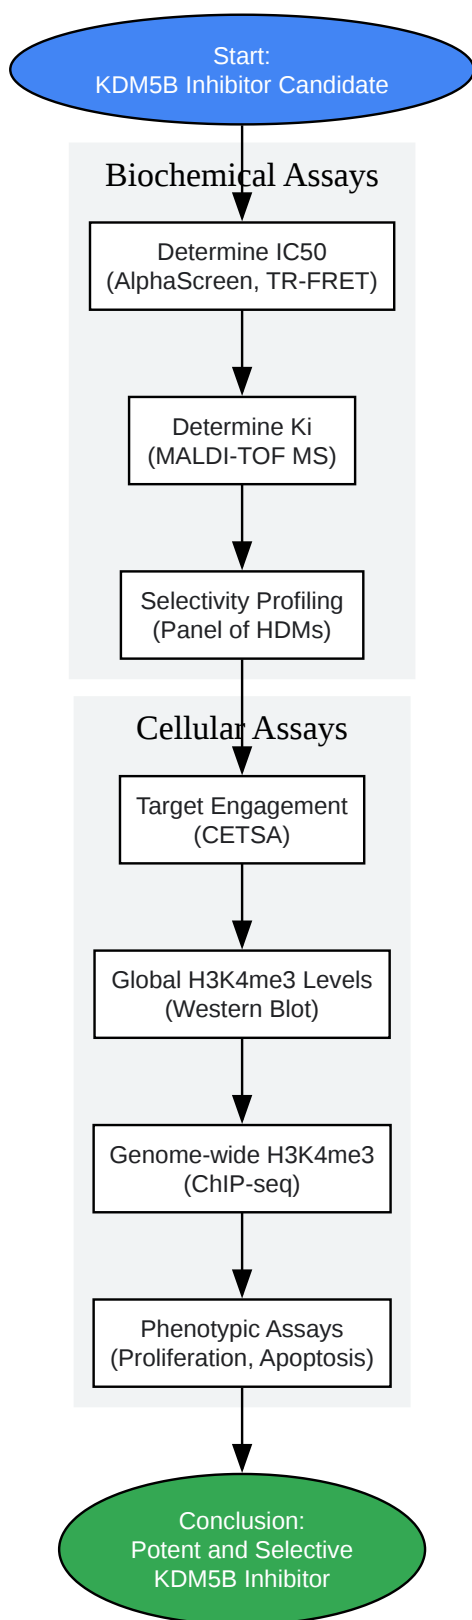 Start:
KDM5B Inhibitor Candidate
Biochemical Assays
Determine IC50
(AlphaScreen, TR-FRET)
Determine Ki
(MALDI-TOF MS)
Selectivity Profiling
(Panel of HDMs)
Cellular Assays
Target Engagement
(CETSA)
Global H3K4me3 Levels
(Western Blot)
Genome-wide H3K4me3
(ChIP-seq)
Phenotypic Assays
(Proliferation, Apoptosis)
Conclusion:
Potent and Selective
KDM5B Inhibitor